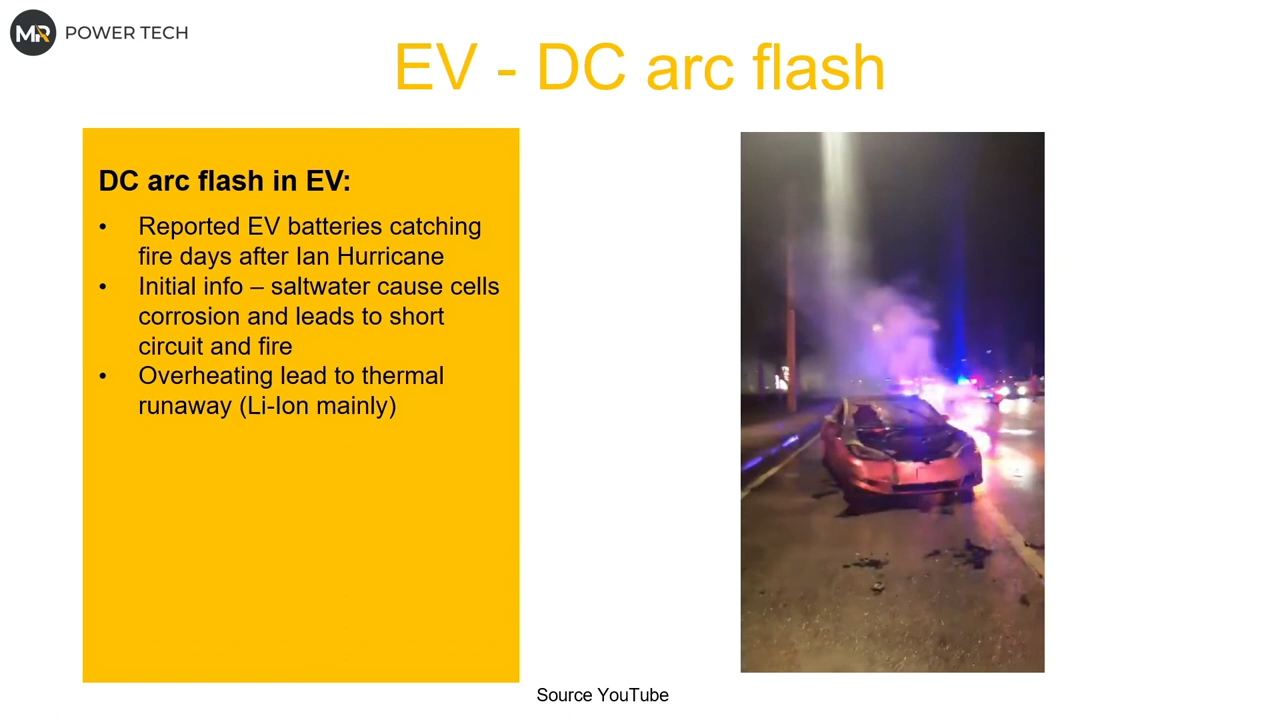 MR POWER TECH
EV - DC arc flash
DC arc flash in EV:
• Reported EV batteries catching
fire days after Ian Hurricane
• Initial info – saltwater cause cells
corrosion and leads to short
circuit and fire
• Overheating lead to thermal
runaway (Li-Ion mainly)
Source YouTube